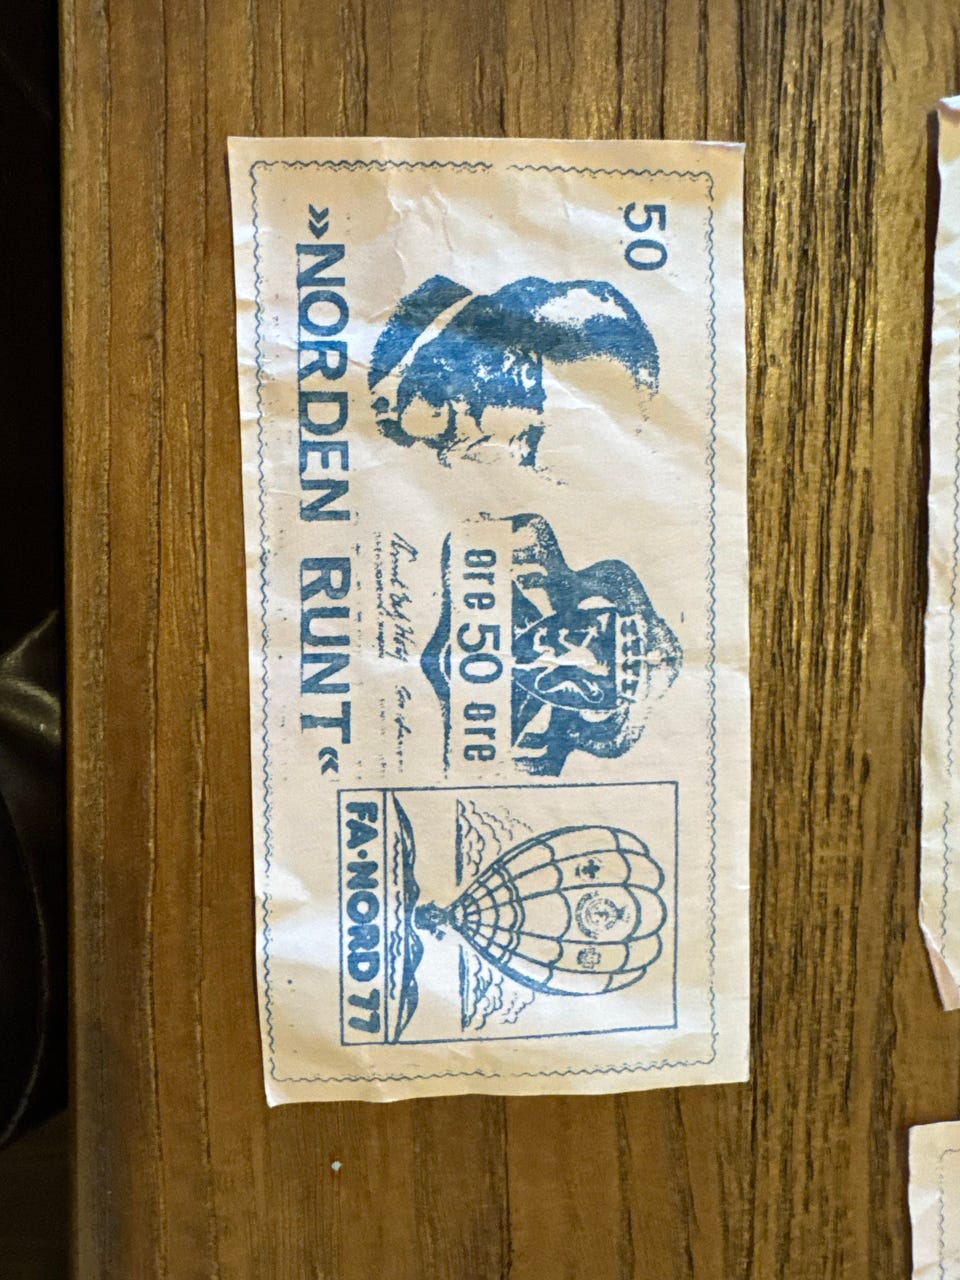 50
øre 50 øre
»NORDEN RUNT«
FA·NORD 77